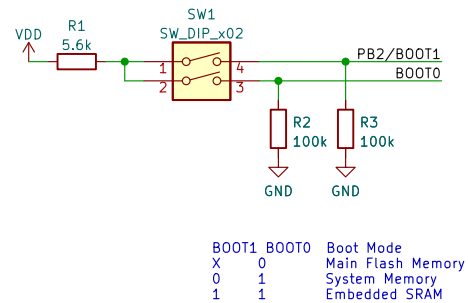 SW1
SW_DIP_x02
R1
5.6k
VDD
PB2/BOOT1
BOOT0
1
2
4
3
R2
100k
R3
100k
GND
GND
BOOT1 BOOT0 Boot Mode
X 0 Main Flash Memory
0 1 System Memory
1 1 Embedded SRAM